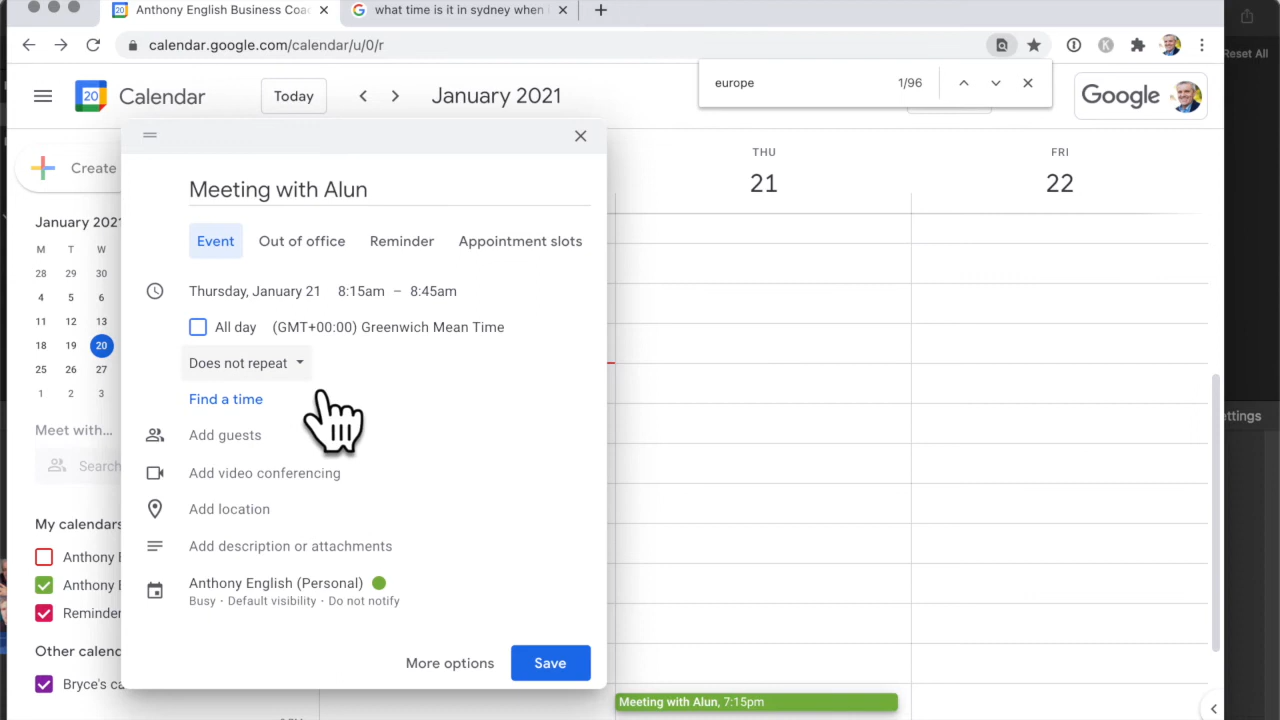 Anthony English Business Coa
what time is it in sydney when
calendar.google.com/calendar/u/0/r
Reset All
20
Calendar
Today
January 2021
europe
1/96
Google
Create
Meeting with Alun
THU
21
FRI
22
January 2021
M T W
28 29 30
4 5 6
11 12 13
18 19 20
25 26 27
1 2 3
Event
Out of office
Reminder
Appointment slots
Thursday, January 21 8:15am – 8:45am
All day (GMT+00:00) Greenwich Mean Time
Does not repeat
Find a time
Meet with...
Search
Add guests
Add video conferencing
Add location
Add description or attachments
My calendars
Anthony E
Anthony E
Reminder
Anthony English (Personal)
Busy · Default visibility · Do not notify
Other calend
Bryce's ca
More options
Save
ettings
Meeting with Alun, 7:15pm